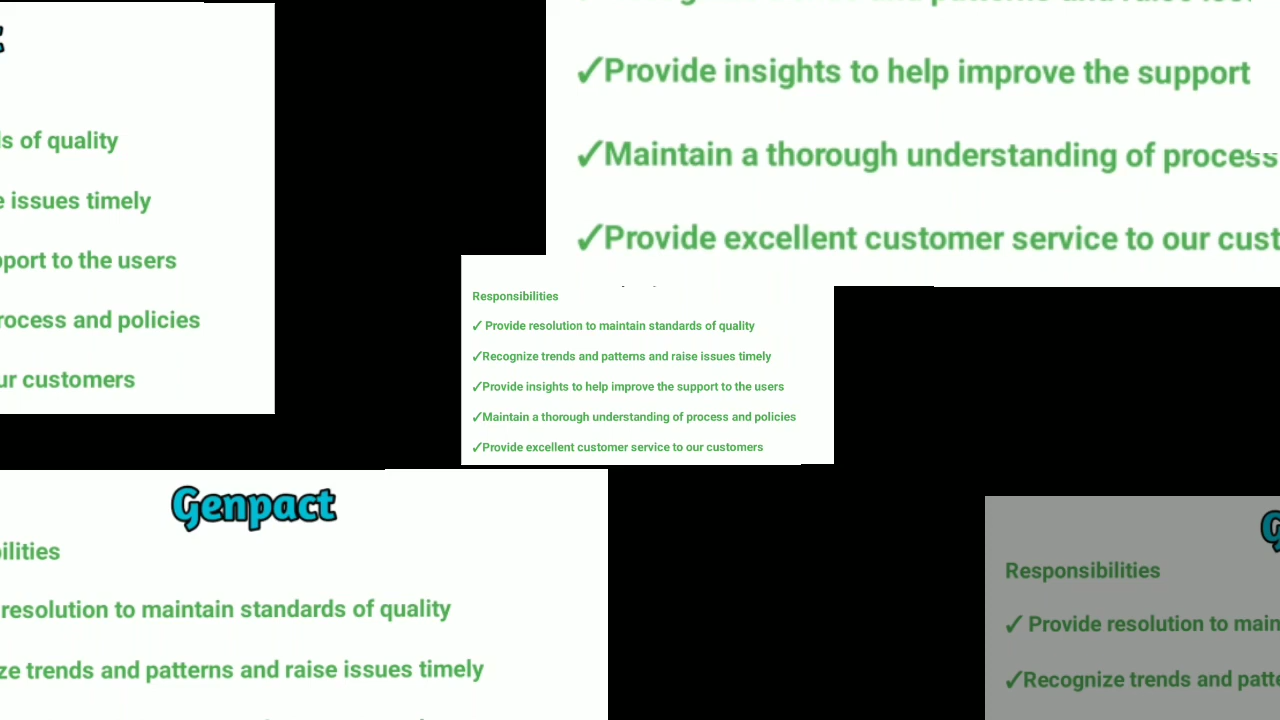 s of quality
issues timely
port to the users
rocess and policies
ur customers
✓Provide insights to help improve the support
✓Maintain a thorough understanding of process
✓Provide excellent customer service to our cust
Responsibilities
✓ Provide resolution to maintain standards of quality
✓Recognize trends and patterns and raise issues timely
✓Provide insights to help improve the support to the users
✓Maintain a thorough understanding of process and policies
✓Provide excellent customer service to our customers
Genpact
ilities
resolution to maintain standards of quality
ze trends and patterns and raise issues timely
G
Responsibilities
✓ Provide resolution to main
✓Recognize trends and patte